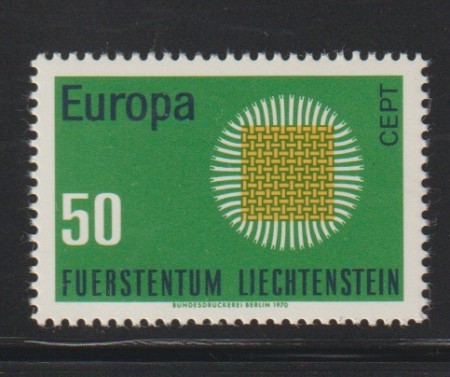 Europa
CEPT
50
FUERSTENTUM LIECHTENSTEIN
BUNDESDRUCKEREI BERLIN 1970